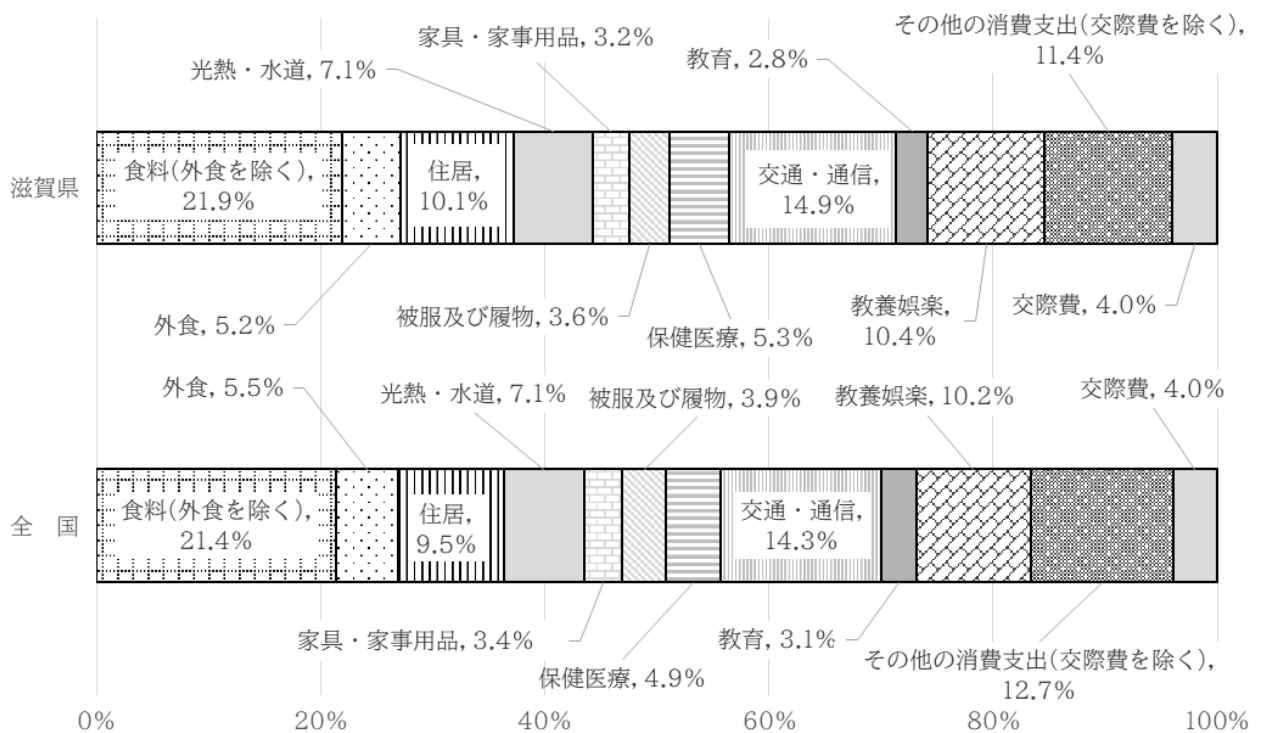 家具・家事用品, 3.2%
その他の消費支出(交際費を除く),
11.4%
光熱・水道, 7.1%
教育, 2.8%
滋賀県
食料(外食を除く),
21.9%
住居,
10.1%
交通・通信,
14.9%
外食, 5.2%
被服及び履物, 3.6%
保健医療, 5.3%
教養娯楽,
10.4%
交際費, 4.0%
外食, 5.5%
光熱・水道, 7.1%
被服及び履物, 3.9%
教養娯楽, 10.2%
交際費, 4.0%
全　国
食料(外食を除く),
21.4%
住居,
9.5%
交通・通信,
14.3%
家具・家事用品, 3.4%
保健医療, 4.9%
教育, 3.1%
その他の消費支出(交際費を除く),
12.7%
0%
20%
40%
60%
80%
100%